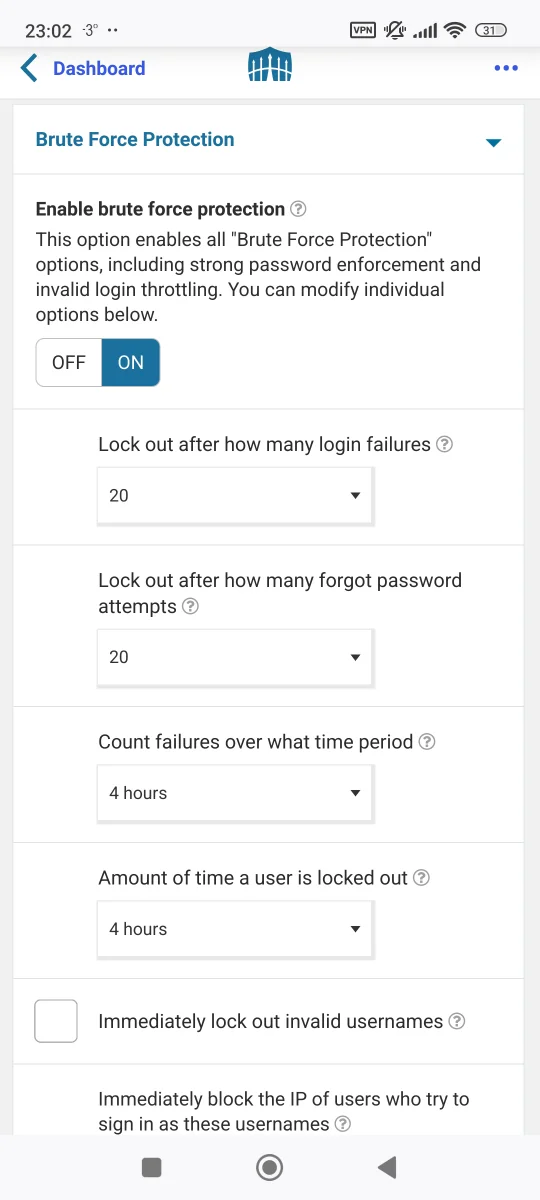 23:02 -3° ··
VPN
31
Dashboard
Brute Force Protection
Enable brute force protection ?
This option enables all "Brute Force Protection"
options, including strong password enforcement and
invalid login throttling. You can modify individual
options below.
OFF ON
Lock out after how many login failures ?
20
Lock out after how many forgot password
attempts ?
20
Count failures over what time period ?
4 hours
Amount of time a user is locked out ?
4 hours
Immediately lock out invalid usernames ?
Immediately block the IP of users who try to
sign in as these usernames ?